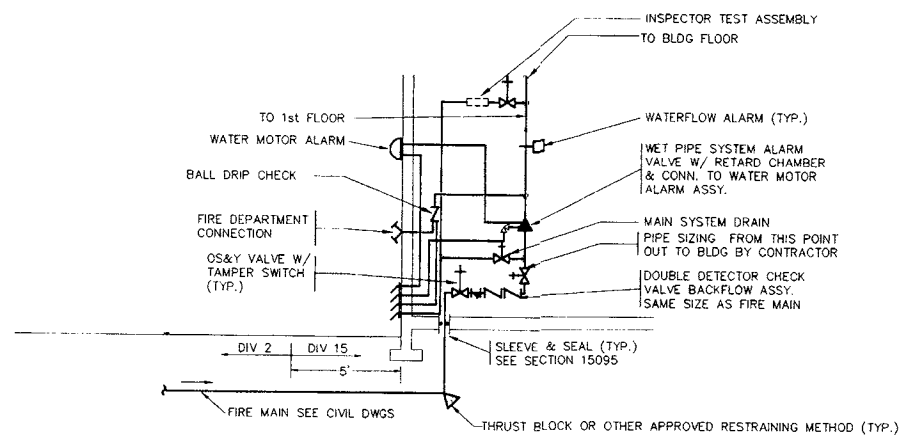 INSPECTOR TEST ASSEMBLY
TO BLDG FLOOR
TO 1st FLOOR
WATER MOTOR ALARM
BALL DRIP CHECK
FIRE DEPARTMENT
CONNECTION
OS&Y VALVE W/
TAMPER SWITCH
(TYP.)
WATERFLOW ALARM (TYP.)
WET PIPE SYSTEM ALARM
VALVE W/ RETARD CHAMBER
& CONN. TO WATER MOTOR
ALARM ASSY.
MAIN SYSTEM DRAIN
PIPE SIZING FROM THIS POINT
OUT TO BLDG BY CONTRACTOR
DOUBLE DETECTOR CHECK
VALVE BACKFLOW ASSY.
SAME SIZE AS FIRE MAIN
DIV 2
DIV 15
5'
SLEEVE & SEAL (TYP.)
SEE SECTION 15095
FIRE MAIN SEE CIVIL DWGS
THRUST BLOCK OR OTHER APPROVED RESTRAINING METHOD (TYP.)